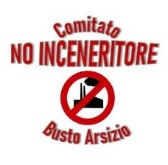 Comitato
NO INCENERITORE
Busto Arsizio